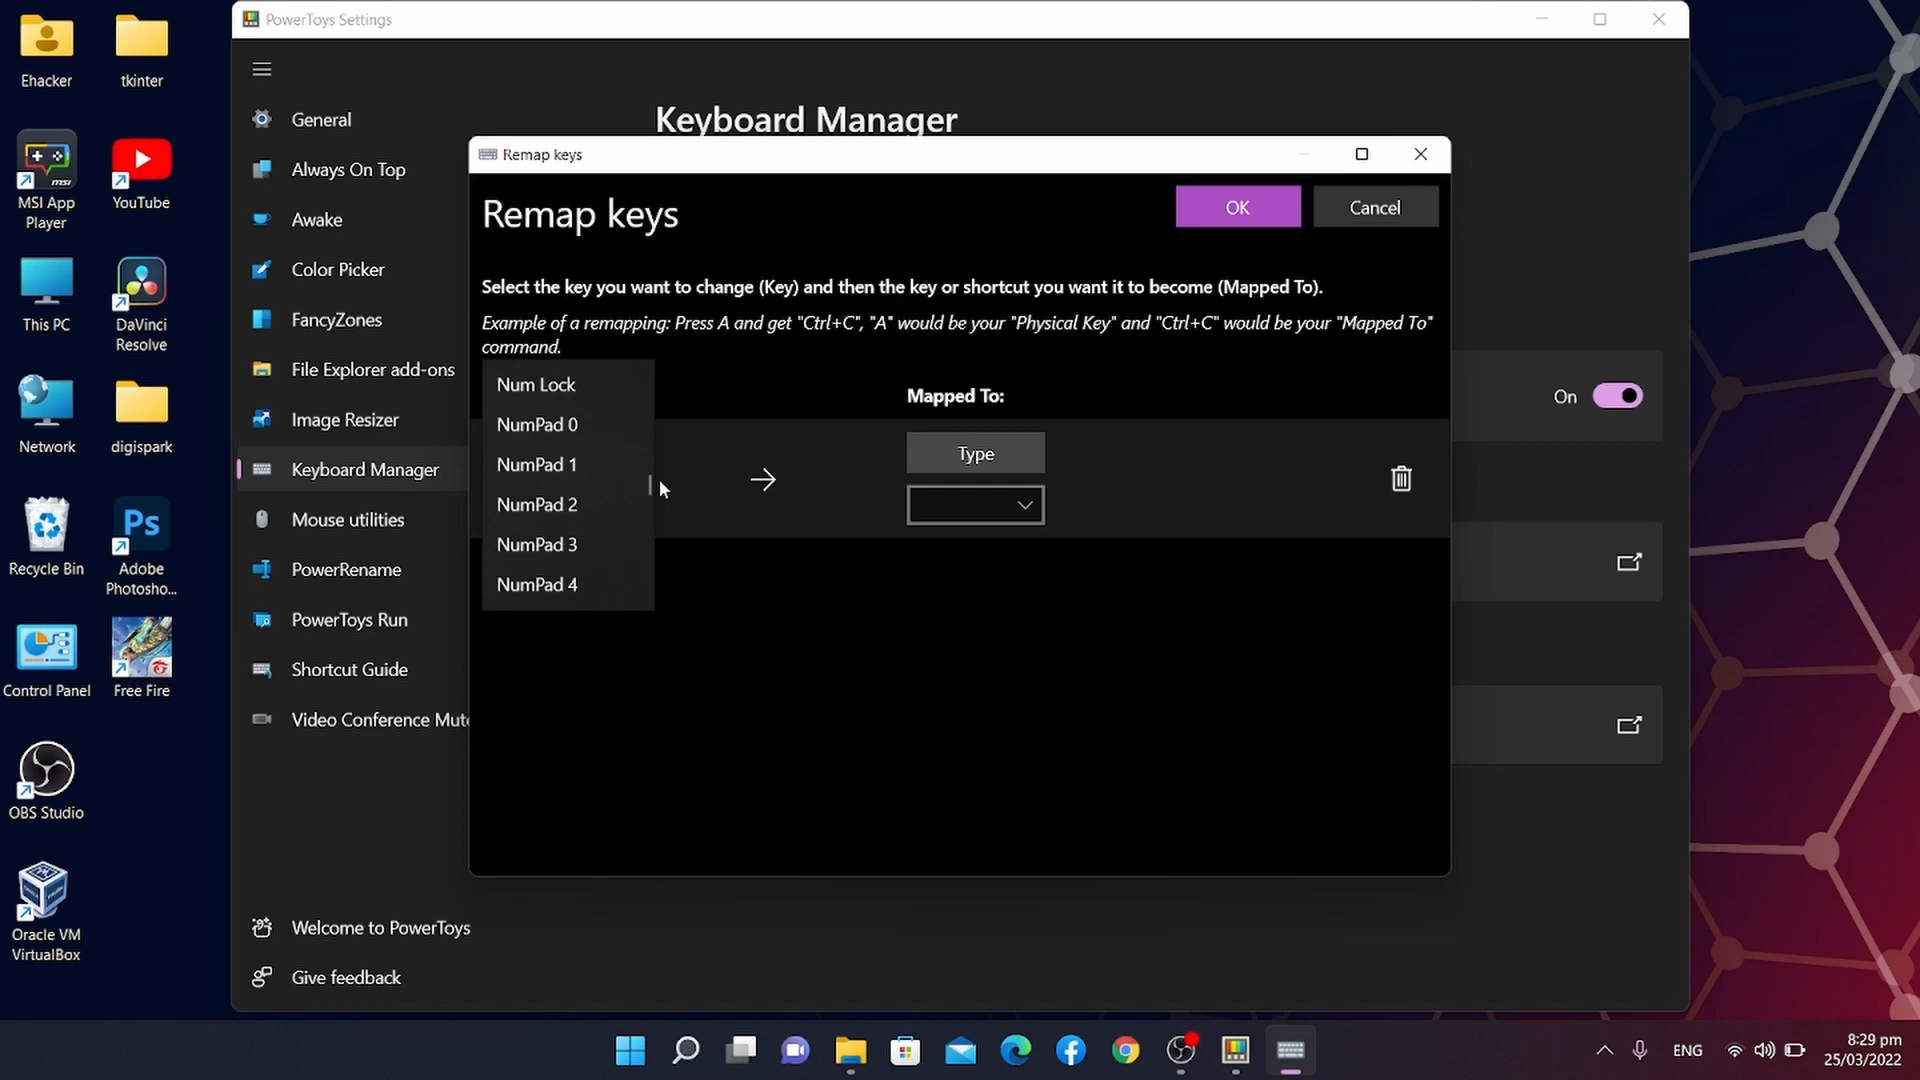 PowerToys Settings
Ehacker
tkinter
MSI App
Player
msi
YouTube
This PC
DaVinci
Resolve
Network
digispark
Recycle Bin
Ps
Adobe
Photosho...
Control Panel
Free Fire
OBS Studio
Oracle VM
VirtualBox
General
Always On Top
Awake
Color Picker
FancyZones
File Explorer add-ons
Image Resizer
Keyboard Manager
Mouse utilities
PowerRename
PowerToys Run
Shortcut Guide
Video Conference Mute
Welcome to PowerToys
Give feedback
Keyboard Manager
On
Remap keys
Remap keys
OK
Cancel
Select the key you want to change (Key) and then the key or shortcut you want it to become (Mapped To).
Example of a remapping: Press A and get "Ctrl+C", "A" would be your "Physical Key" and "Ctrl+C" would be your "Mapped To"
command.
Num Lock
NumPad 0
NumPad 1
NumPad 2
NumPad 3
NumPad 4
Mapped To:
Type
ENG
8:29 pm
25/03/2022